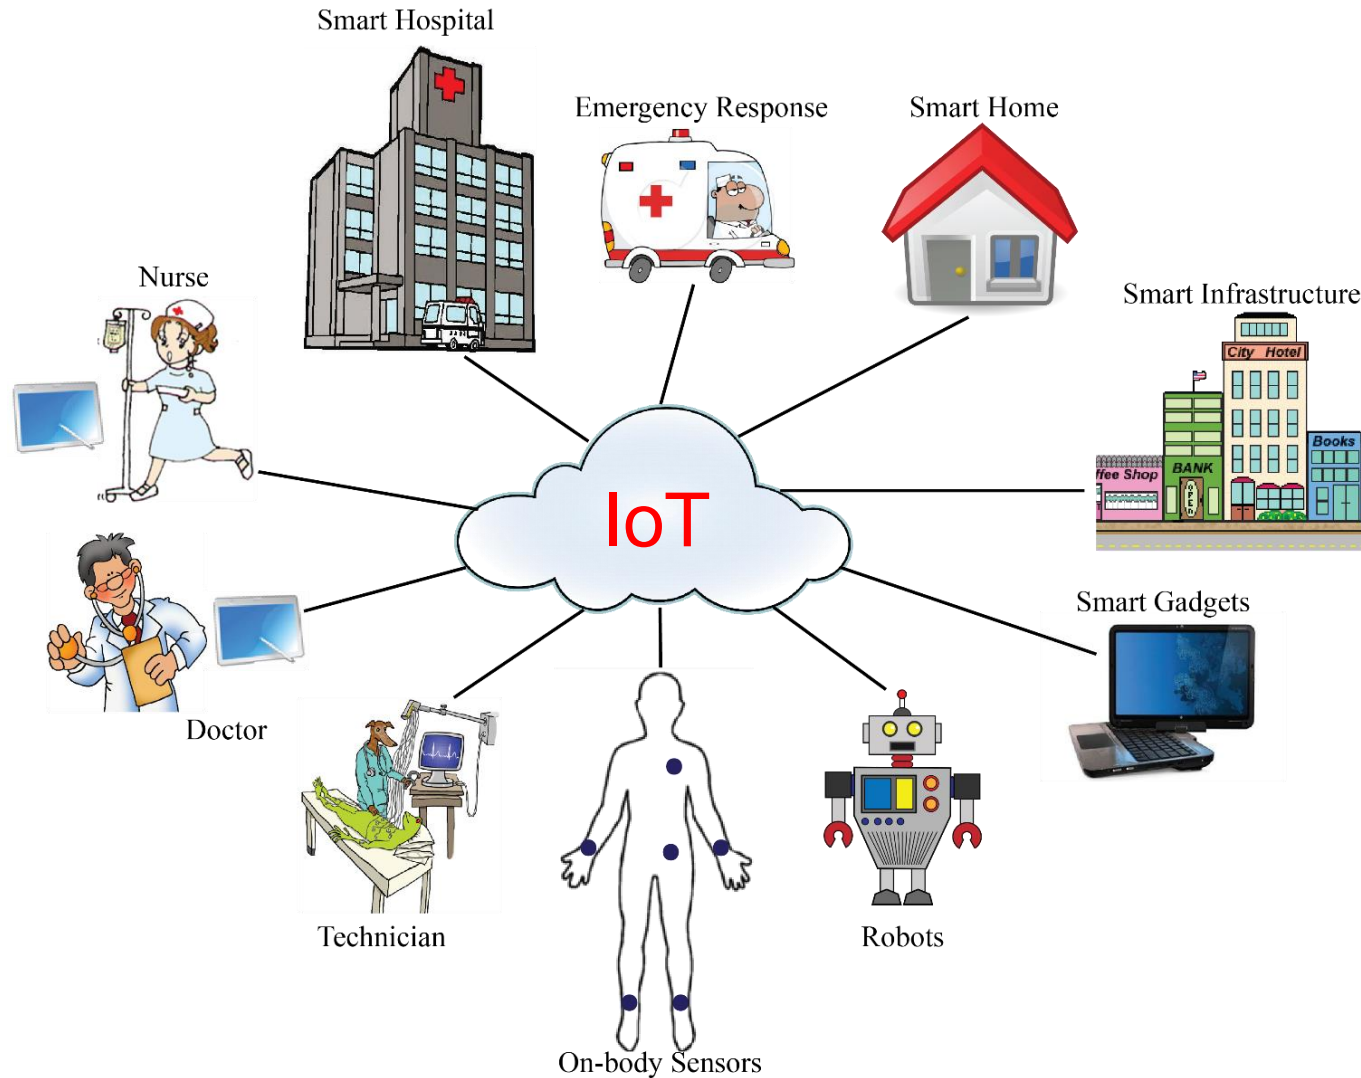 Smart Hospital
Emergency Response
Smart Home
Nurse
Smart Infrastructure
City Hotel
Books
ffee Shop
BANK
OPEN
IoT
Smart Gadgets
Doctor
Technician
Robots
On-body Sensors